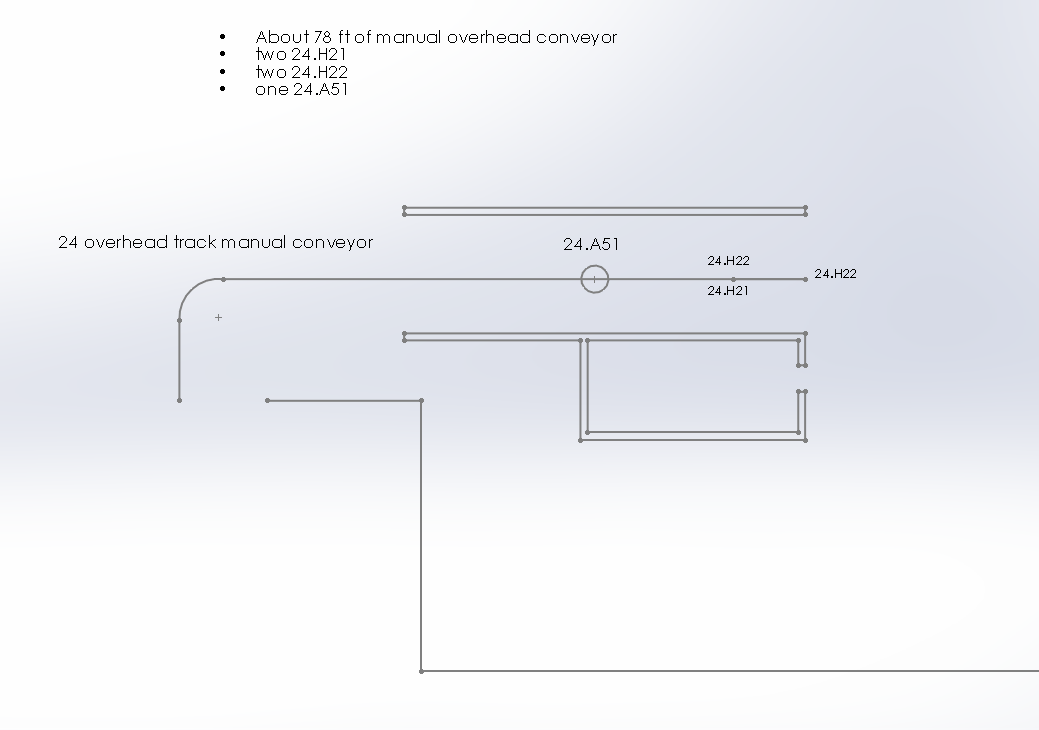 • About 78 ft of manual overhead conveyor
• two 24.H21
• two 24.H22
• one 24.A51
24 overhead track manual conveyor
24.A51
24.H22
24.H22
24.H21